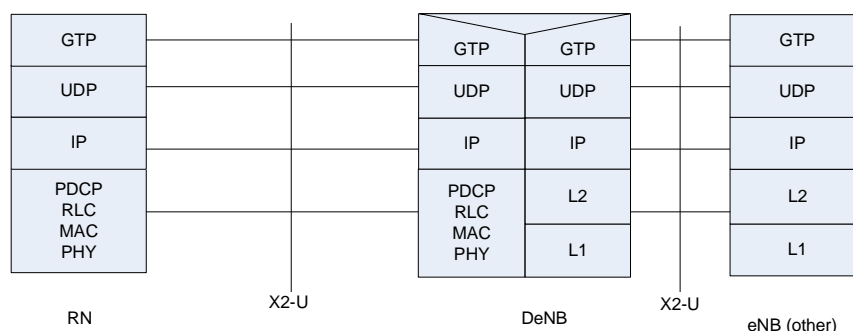 GTP
UDP
IP
PDCP
RLC
MAC
PHY
RN
X2-U
GTP
GTP
UDP
UDP
IP
IP
PDCP
RLC
MAC
PHY
L2
L1
DeNB
X2-U
GTP
UDP
IP
L2
L1
eNB (other)